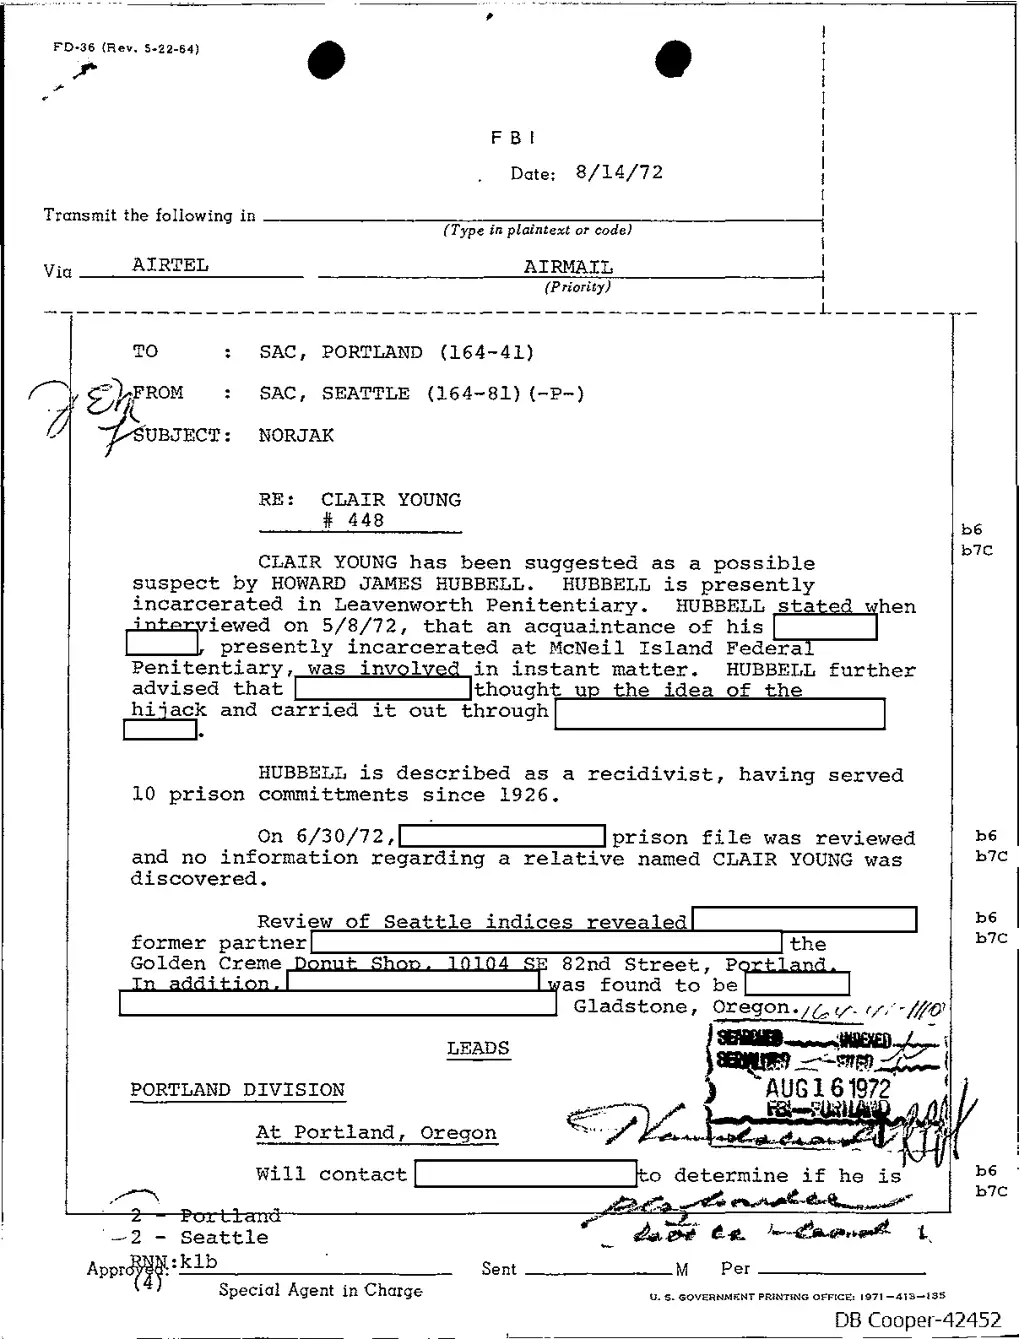 FD-36 (Rev. 5-22-64)
F B I
Date: 8/14/72
Transmit the following in
(Type in plaintext or code)
Via AIRTEL AIRMAIL
(Priority)
TO : SAC, PORTLAND (164-41)
FROM : SAC, SEATTLE (164-81) (-P-)
SUBJECT: NORJAK
RE: CLAIR YOUNG
# 448
b6
b7C
CLAIR YOUNG has been suggested as a possible
suspect by HOWARD JAMES HUBBELL. HUBBELL is presently
incarcerated in Leavenworth Penitentiary. HUBBELL stated when
interviewed on 5/8/72, that an acquaintance of his
, presently incarcerated at McNeil Island Federal
Penitentiary, was involved in instant matter. HUBBELL further
advised that thought up the idea of the
hijack and carried it out through
.
HUBBELL is described as a recidivist, having served
10 prison committments since 1926.
On 6/30/72, prison file was reviewed b6
and no information regarding a relative named CLAIR YOUNG was b7C
discovered.
Review of Seattle indices revealed b6
former partner the b7C
Golden Creme Donut Shop, 10104 SE 82nd Street, Portland.
In addition, was found to be
Gladstone, Oregon.
SEARCHED INDEXED
LEADS
SERIALIZED FILED
PORTLAND DIVISION
AUG 16 1972
FBI - PORTLAND
At Portland, Oregon
Will contact to determine if he is b6
b7C
2 - Portland
2 - Seattle
RNN:klb
(4)
Approved: Sent M Per
Special Agent in Charge
U. S. GOVERNMENT PRINTING OFFICE: 1971-413-135
DB Cooper-42452